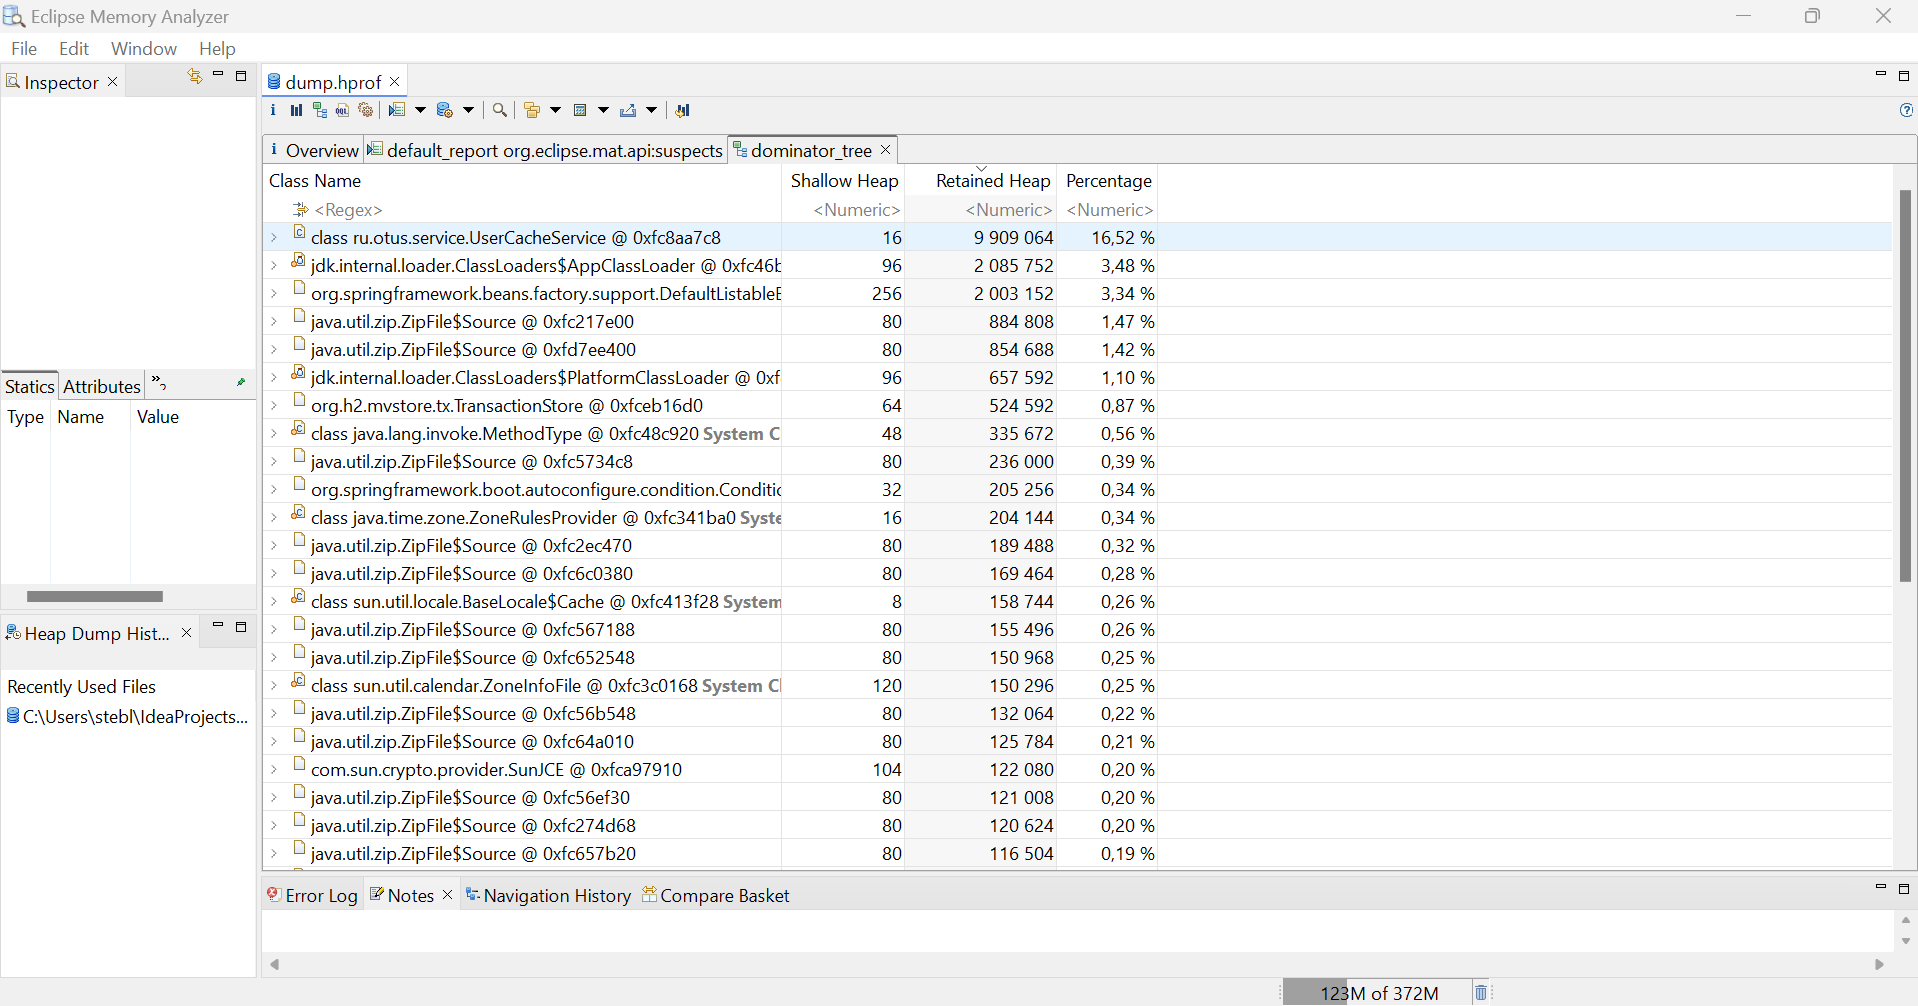 Eclipse Memory Analyzer
File Edit Window Help
Inspector
Statics Attributes
Type Name Value
Heap Dump Hist...
Recently Used Files
C:\Users\stebl\IdeaProjects...
dump.hprof
Overview default_report org.eclipse.mat.api:suspects dominator_tree
Class Name Shallow Heap Retained Heap Percentage
<Regex> <Numeric> <Numeric> <Numeric>
class ru.otus.service.UserCacheService @ 0xfc8aa7c8 16 9 909 064 16,52 %
jdk.internal.loader.ClassLoaders$AppClassLoader @ 0xfc46b 96 2 085 752 3,48 %
org.springframework.beans.factory.support.DefaultListableB 256 2 003 152 3,34 %
java.util.zip.ZipFile$Source @ 0xfc217e00 80 884 808 1,47 %
java.util.zip.ZipFile$Source @ 0xfd7ee400 80 854 688 1,42 %
jdk.internal.loader.ClassLoaders$PlatformClassLoader @ 0xf 96 657 592 1,10 %
org.h2.mvstore.tx.TransactionStore @ 0xfceb16d0 64 524 592 0,87 %
class java.lang.invoke.MethodType @ 0xfc48c920 System C 48 335 672 0,56 %
java.util.zip.ZipFile$Source @ 0xfc5734c8 80 236 000 0,39 %
org.springframework.boot.autoconfigure.condition.Conditic 32 205 256 0,34 %
class java.time.zone.ZoneRulesProvider @ 0xfc341ba0 Syste 16 204 144 0,34 %
java.util.zip.ZipFile$Source @ 0xfc2ec470 80 189 488 0,32 %
java.util.zip.ZipFile$Source @ 0xfc6c0380 80 169 464 0,28 %
class sun.util.locale.BaseLocale$Cache @ 0xfc413f28 System 8 158 744 0,26 %
java.util.zip.ZipFile$Source @ 0xfc567188 80 155 496 0,26 %
java.util.zip.ZipFile$Source @ 0xfc652548 80 150 968 0,25 %
class sun.util.calendar.ZoneInfoFile @ 0xfc3c0168 System Cl 120 150 296 0,25 %
java.util.zip.ZipFile$Source @ 0xfc56b548 80 132 064 0,22 %
java.util.zip.ZipFile$Source @ 0xfc64a010 80 125 784 0,21 %
com.sun.crypto.provider.SunJCE @ 0xfca97910 104 122 080 0,20 %
java.util.zip.ZipFile$Source @ 0xfc56ef30 80 121 008 0,20 %
java.util.zip.ZipFile$Source @ 0xfc274d68 80 120 624 0,20 %
java.util.zip.ZipFile$Source @ 0xfc657b20 80 116 504 0,19 %
Error Log Notes Navigation History Compare Basket
123M of 372M